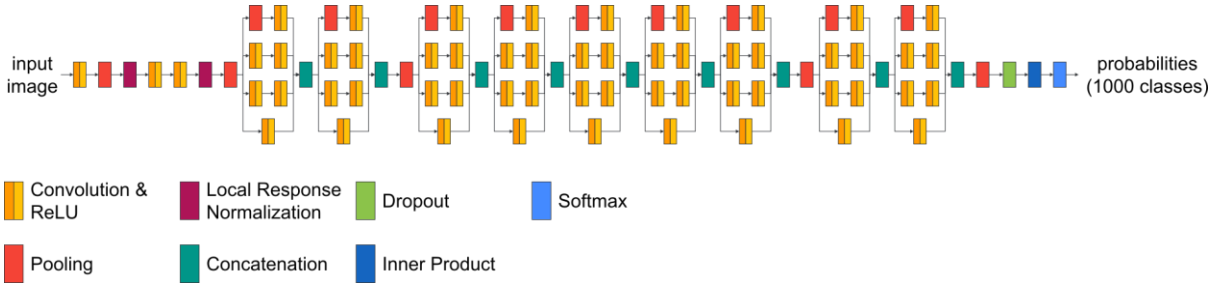 input
image
probabilities
(1000 classes)
Convolution &
ReLU
Local Response
Normalization
Dropout
Softmax
Pooling
Concatenation
Inner Product